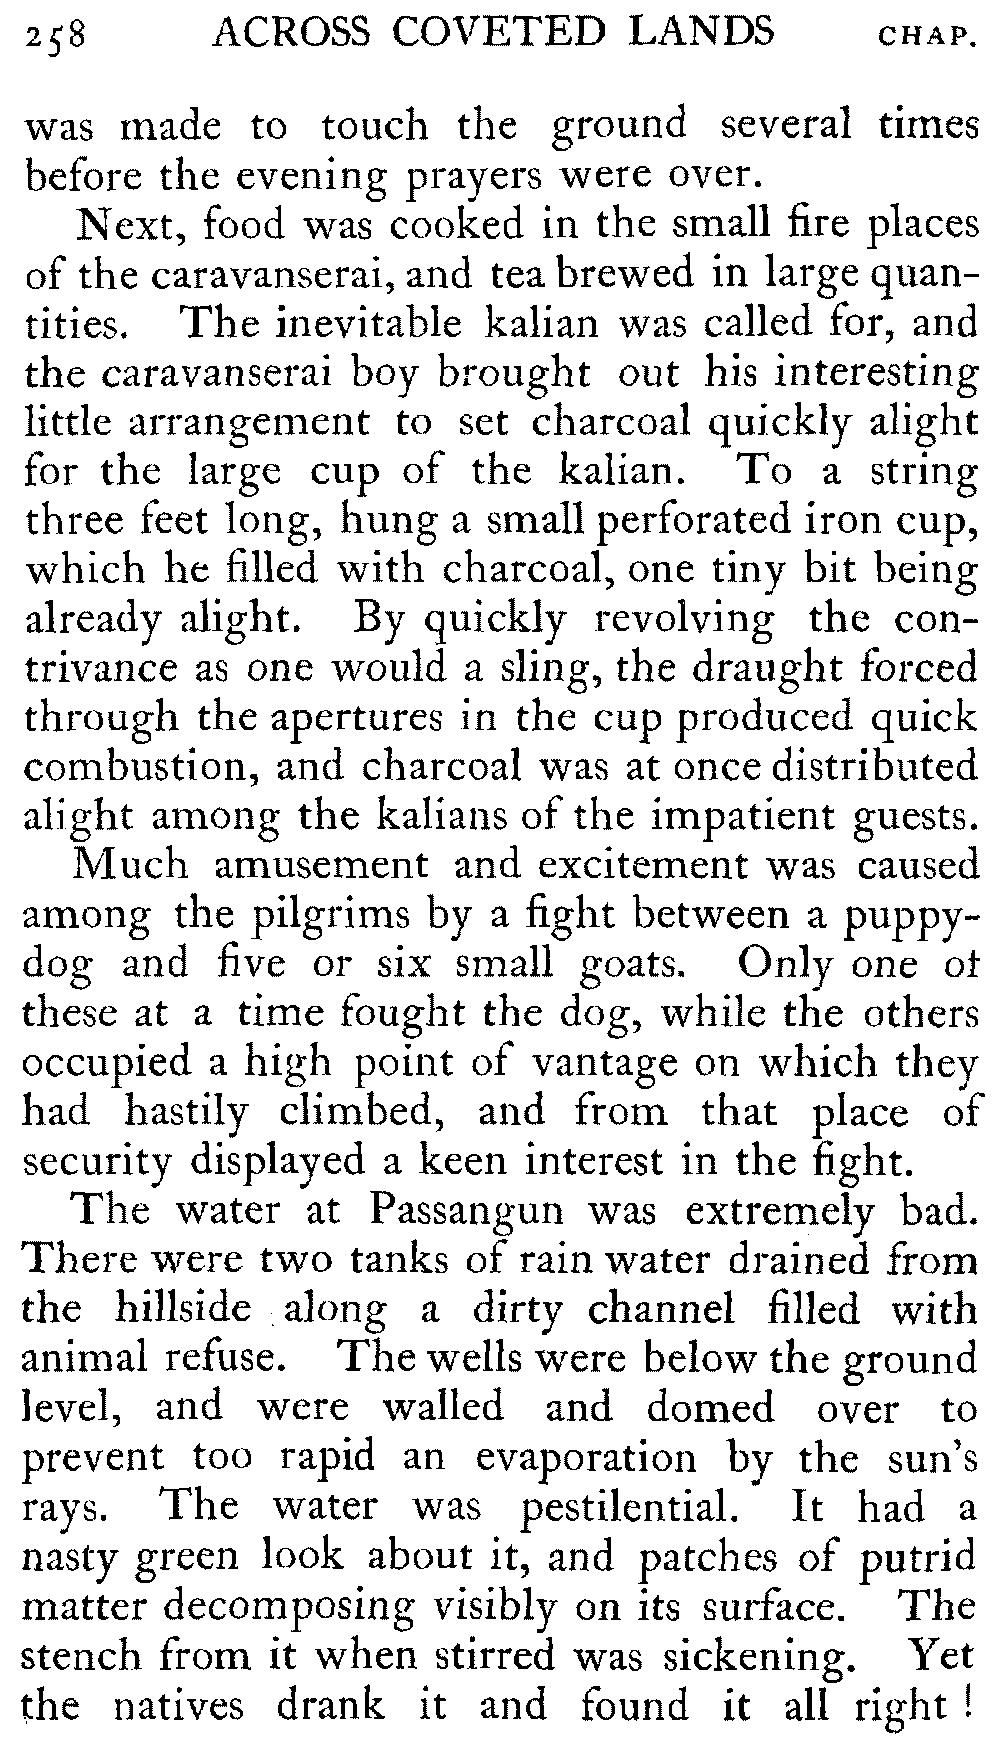 258 ACROSS COVETED LANDS CHAP.
was made to touch the ground several times
before the evening prayers were over.
Next, food was cooked in the small fire places
of the caravanserai, and tea brewed in large quan-
tities. The inevitable kalian was called for, and
the caravanserai boy brought out his interesting
little arrangement to set charcoal quickly alight
for the large cup of the kalian. To a string
three feet long, hung a small perforated iron cup,
which he filled with charcoal, one tiny bit being
already alight. By quickly revolving the con-
trivance as one would a sling, the draught forced
through the apertures in the cup produced quick
combustion, and charcoal was at once distributed
alight among the kalians of the impatient guests.
Much amusement and excitement was caused
among the pilgrims by a fight between a puppy-
dog and five or six small goats. Only one of
these at a time fought the dog, while the others
occupied a high point of vantage on which they
had hastily climbed, and from that place of
security displayed a keen interest in the fight.
The water at Passangun was extremely bad.
There were two tanks of rain water drained from
the hillside along a dirty channel filled with
animal refuse. The wells were below the ground
level, and were walled and domed over to
prevent too rapid an evaporation by the sun's
rays. The water was pestilential. It had a
nasty green look about it, and patches of putrid
matter decomposing visibly on its surface. The
stench from it when stirred was sickening. Yet
the natives drank it and found it all right !